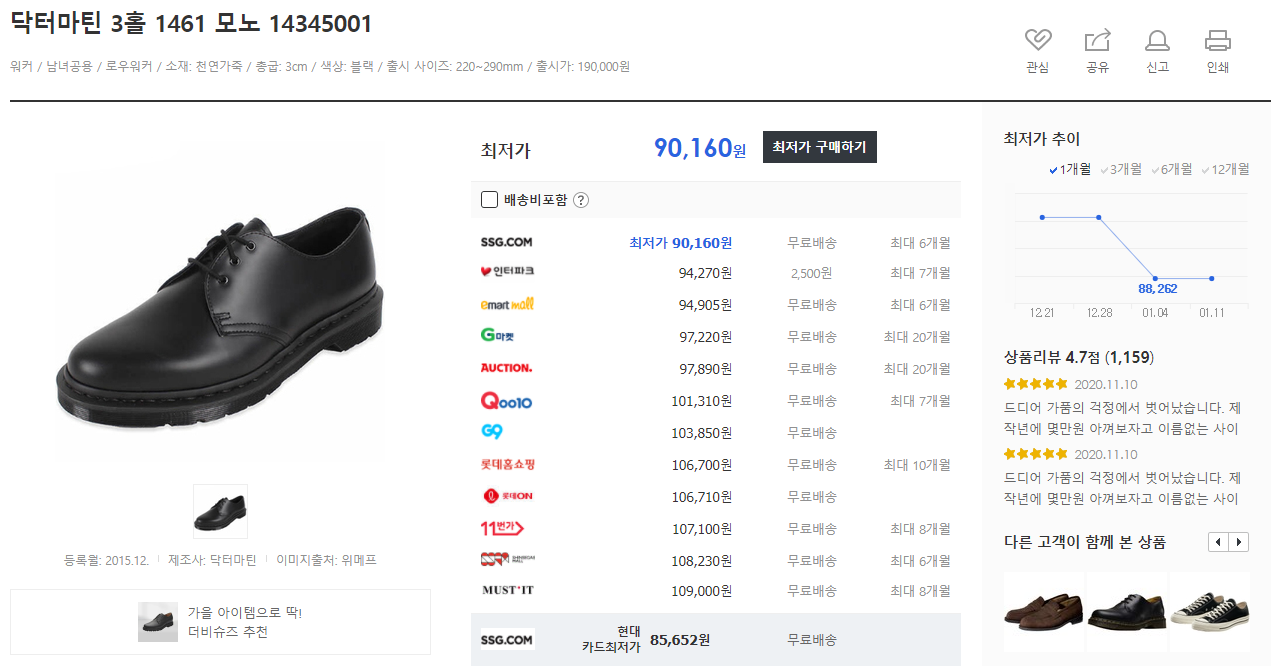 닥터마틴 3홀 1461 모노 14345001
워커 / 남녀공용 / 로우워커 / 소재: 천연가죽 / 총굽: 3cm / 색상: 블랙 / 출시 사이즈: 220~290mm / 출시가: 190,000원
관심 공유 신고 인쇄
최저가 90,160원 최저가 구매하기
배송비포함 ?
SSG.COM 최저가 90,160원 무료배송 최대 6개월
인터파크 94,270원 2,500원 최대 7개월
emart mall 94,905원 무료배송 최대 6개월
G마켓 97,220원 무료배송 최대 20개월
AUCTION. 97,890원 무료배송 최대 20개월
Qoo10 101,310원 무료배송 최대 7개월
G9 103,850원 무료배송
롯데홈쇼핑 106,700원 무료배송 최대 10개월
롯데ON 106,710원 무료배송
11번가 107,100원 무료배송 최대 8개월
SHINSEGAE MALL 108,230원 무료배송 최대 6개월
MUST'IT 109,000원 무료배송 최대 8개월
SSG.COM 현대 카드최저가 85,652원 무료배송
등록월: 2015.12. 제조사: 닥터마틴 이미지출처: 위메프
가을 아이템으로 딱!
더비슈즈 추천
최저가 추이
1개월 3개월 6개월 12개월
88,262
12.21 12.28 01.04 01.11
상품리뷰 4.7점 (1,159)
2020.11.10
드디어 가품의 걱정에서 벗어났습니다. 제
작년에 몇만원 아껴보자고 이름없는 사이
2020.11.10
드디어 가품의 걱정에서 벗어났습니다. 제
작년에 몇만원 아껴보자고 이름없는 사이
다른 고객이 함께 본 상품